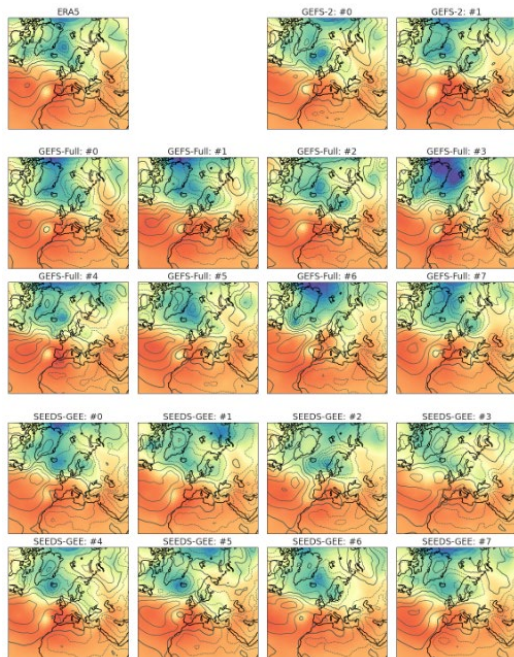 ERA5 GEFS-2: #0 GEFS-2: #1
GEFS-Full: #0 GEFS-Full: #1 GEFS-Full: #2 GEFS-Full: #3
GEFS-Full: #4 GEFS-Full: #5 GEFS-Full: #6 GEFS-Full: #7
SEEDS-GEE: #0 SEEDS-GEE: #1 SEEDS-GEE: #2 SEEDS-GEE: #3
SEEDS-GEE: #4 SEEDS-GEE: #5 SEEDS-GEE: #6 SEEDS-GEE: #7